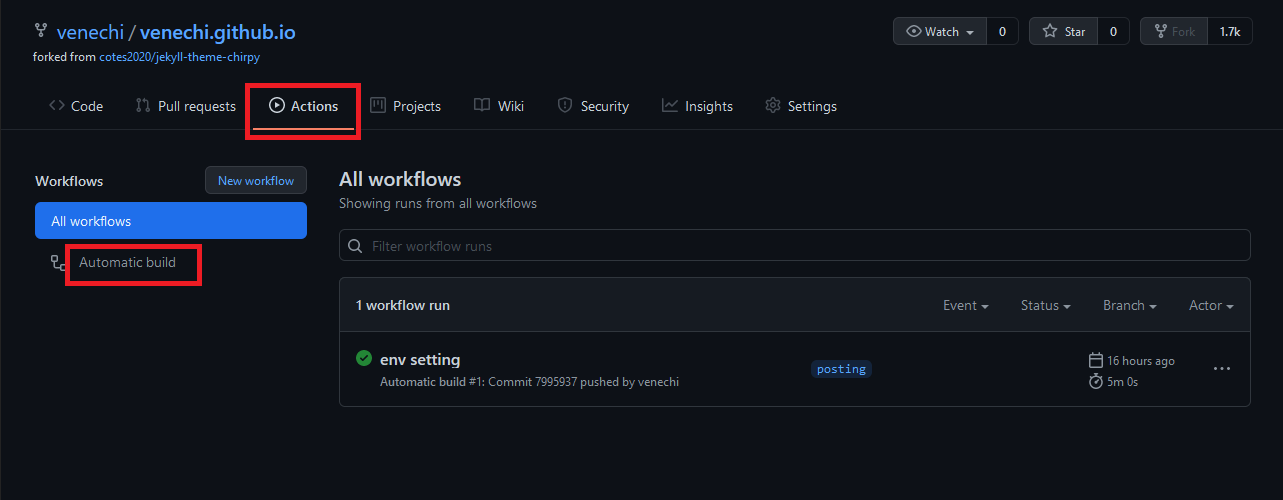 venechi / venechi.github.io
Watch 0 Star 0 Fork 1.7k
forked from cotes2020/jekyll-theme-chirpy
Code Pull requests Actions Projects Wiki Security Insights Settings
Workflows New workflow
All workflows
Automatic build
All workflows
Showing runs from all workflows
Filter workflow runs
1 workflow run Event Status Branch Actor
env setting
Automatic build #1: Commit 7995937 pushed by venechi
posting
16 hours ago
5m 0s